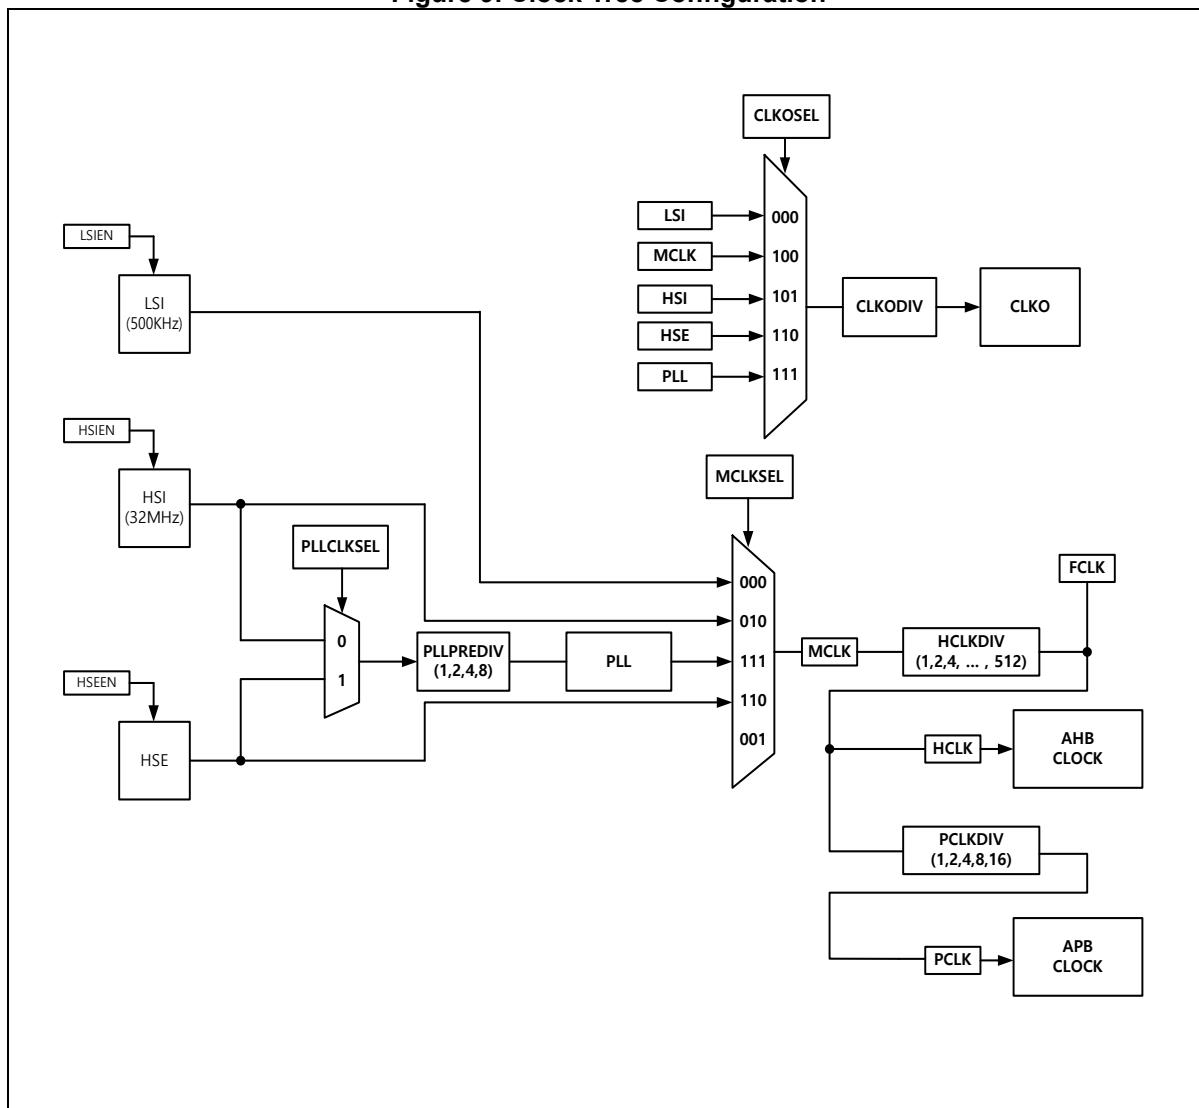 Figure 9. Clock Tree Configuration
CLKOSEL
LSI
000
MCLK
100
HSI
101
HSE
110
PLL
111
CLKODIV
CLKO
LSIEN
LSI
(500KHz)
HSIEN
HSI
(32MHz)
HSEEN
HSE
PLLCLKSEL
0
1
PLLPREDIV
(1,2,4,8)
PLL
MCLKSEL
000
010
111
110
001
MCLK
HCLKDIV
(1,2,4, ... , 512)
FCLK
HCLK
AHB
CLOCK
PCLKDIV
(1,2,4,8,16)
PCLK
APB
CLOCK